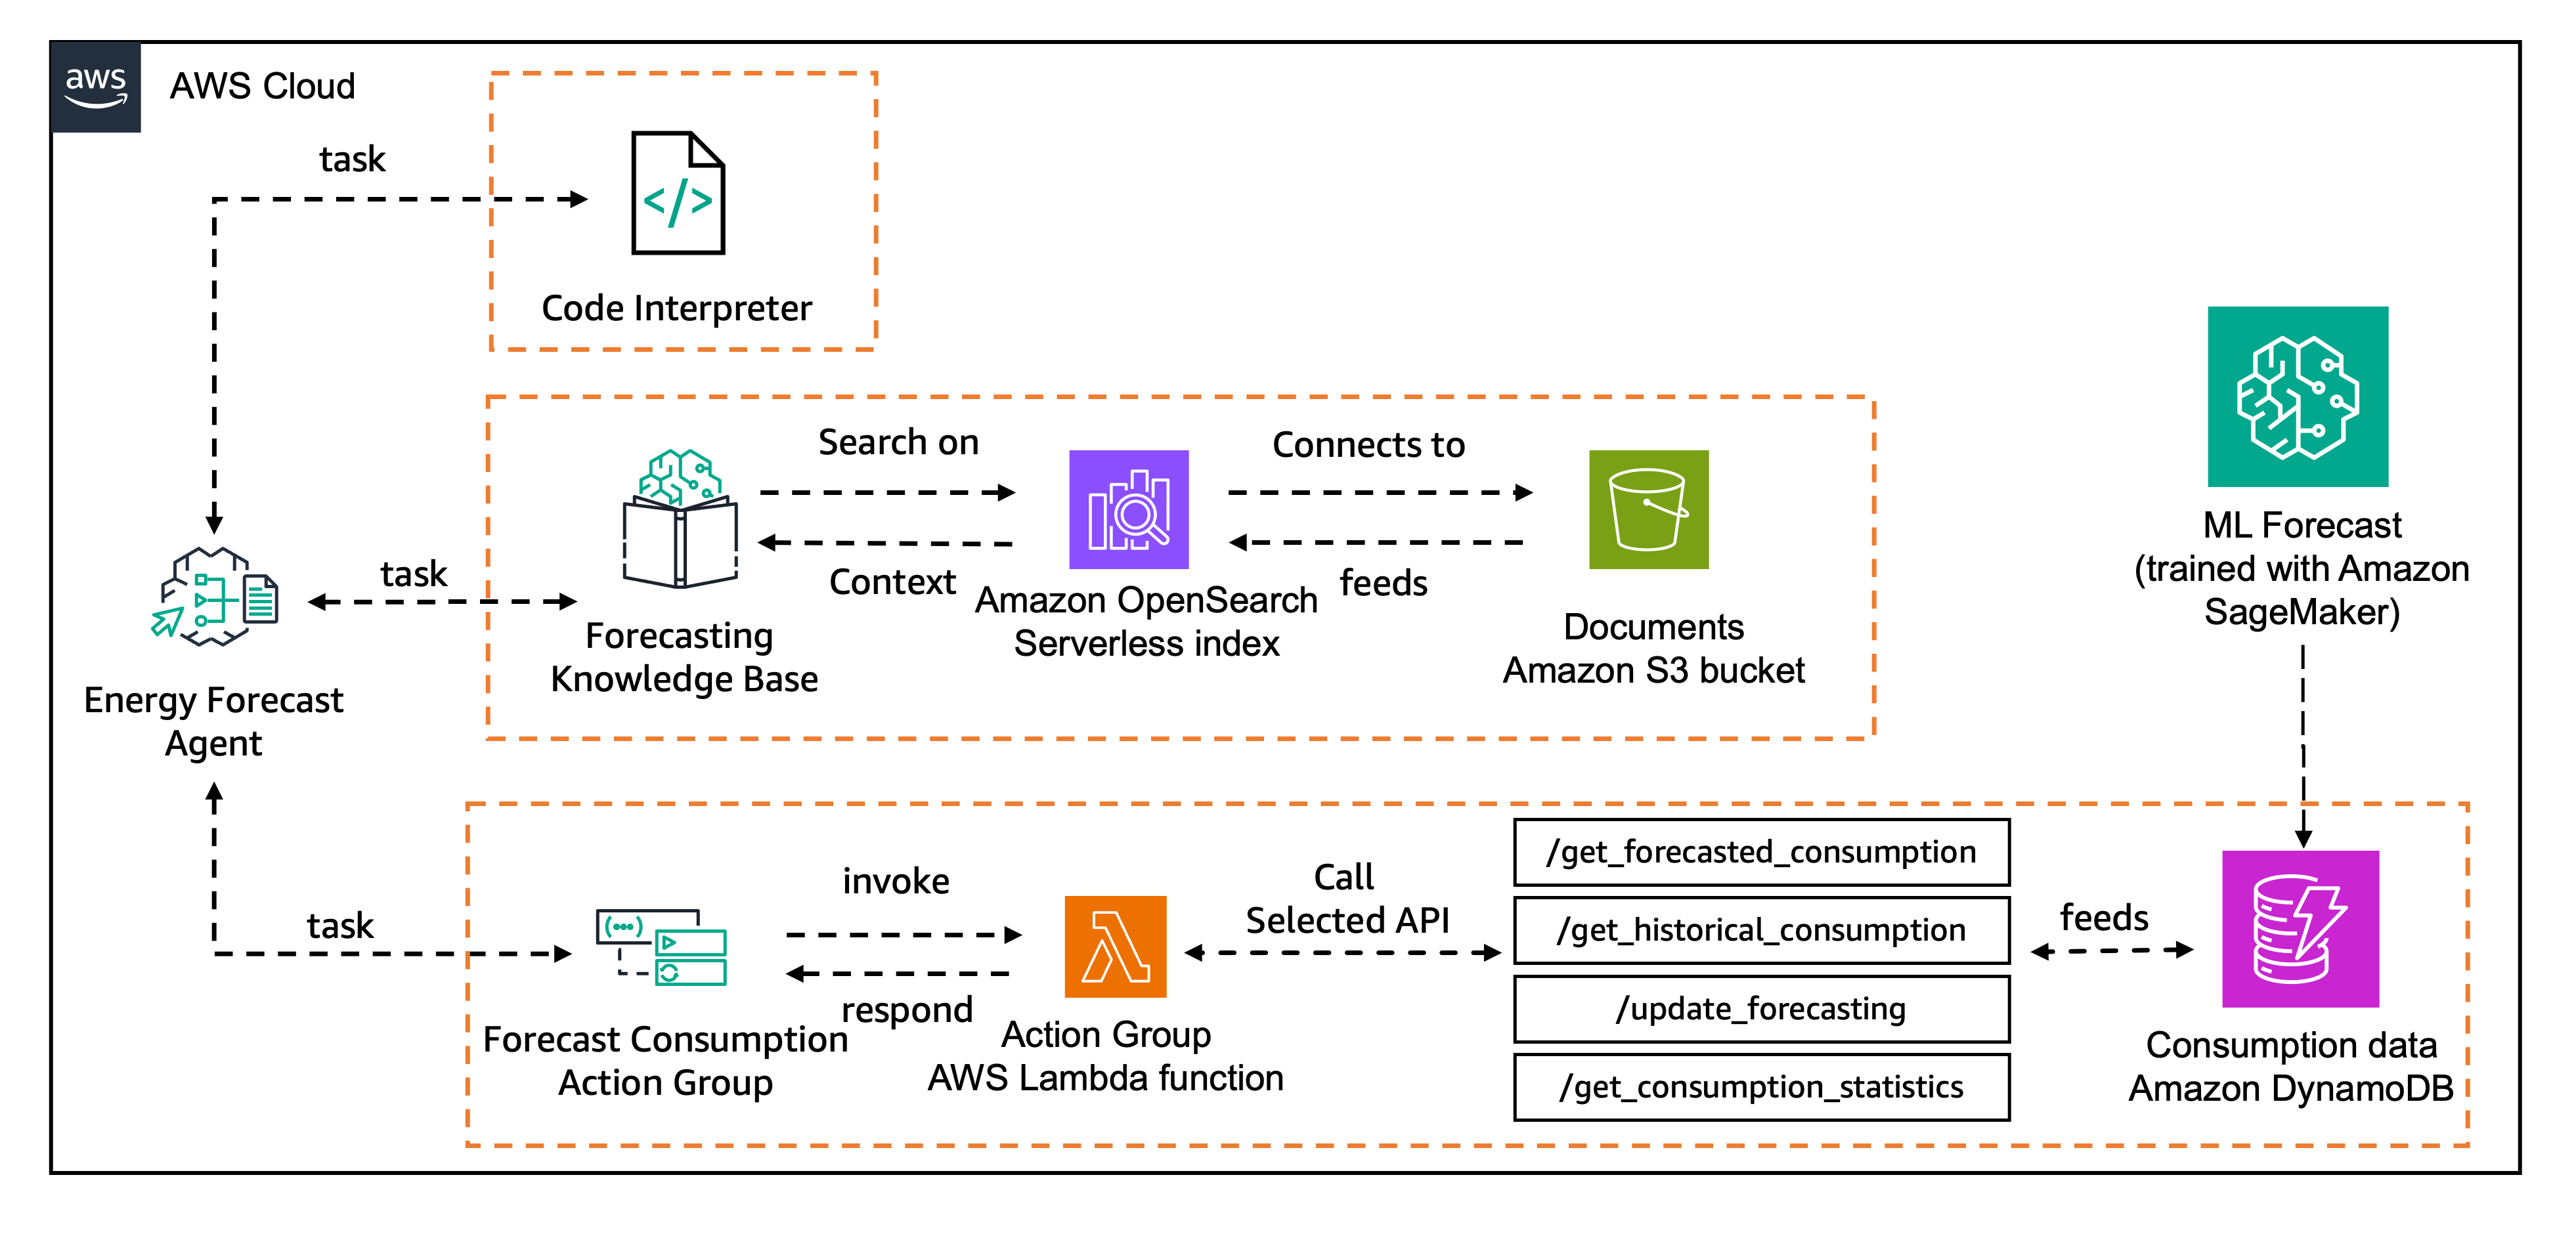 aws
AWS Cloud
task
</>
Code Interpreter
Search on
Connects to
Context
feeds
task
Amazon OpenSearch
Serverless index
Forecasting
Knowledge Base
Documents
Amazon S3 bucket
ML Forecast
(trained with Amazon
SageMaker)
Energy Forecast
Agent
task
invoke
respond
Forecast Consumption
Action Group
Action Group
AWS Lambda function
Call
Selected API
/get_forecasted_consumption
/get_historical_consumption
/update_forecasting
/get_consumption_statistics
feeds
Consumption data
Amazon DynamoDB